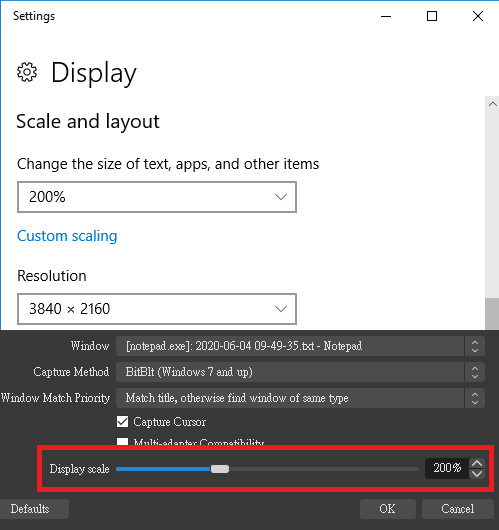 Settings
Display
Scale and layout
Change the size of text, apps, and other items
200%
Custom scaling
Resolution
3840 × 2160
Window [notepad.exe]: 2020-06-04 09-49-35.txt - Notepad
Capture Method BitBlt (Windows 7 and up)
Window Match Priority Match title, otherwise find window of same type
Capture Cursor
Multi-adapter Compatibility
Display scale 200%
Defaults OK Cancel